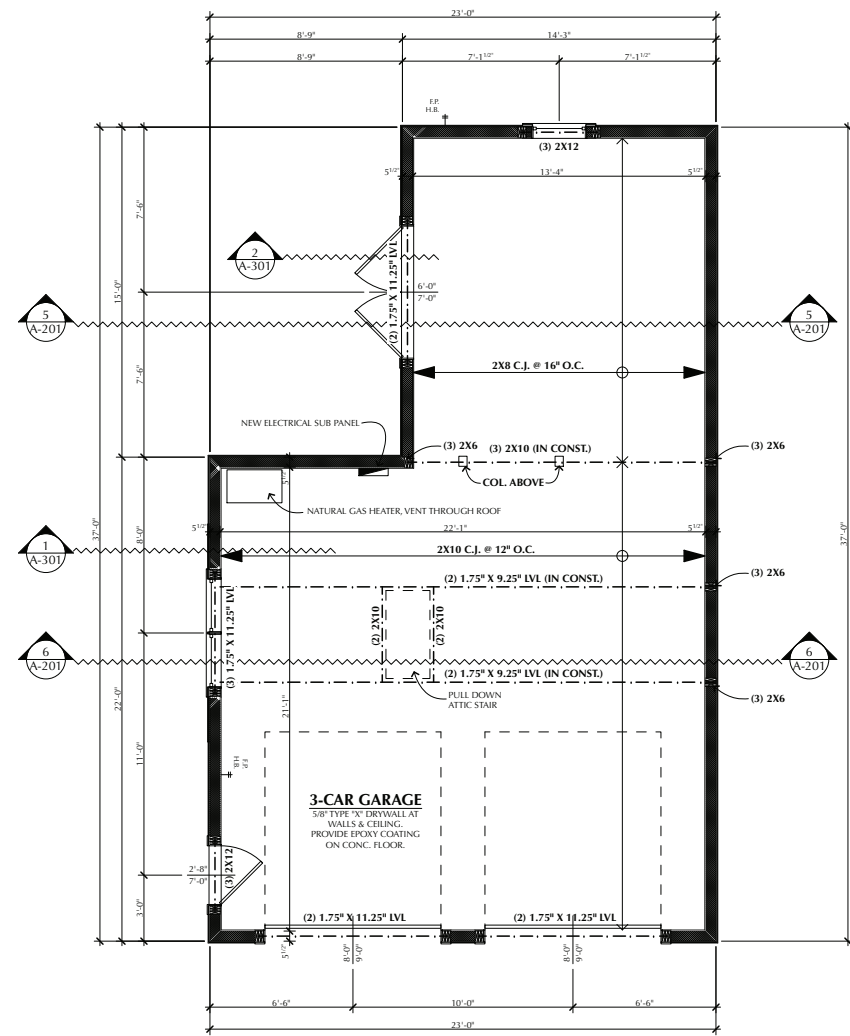 23'-0"
8'-9"
14'-3"
8'-9"
7'-1 1/2"
7'-1 1/2"
F.P.
H.B.
(3) 2X12
5 1/2"
13'-4"
5 1/2"
7'-6"
2
A-301
(2) 1.75" X 11.25" LVL
6'-0"
7'-0"
15'-0"
5
A-201
5
A-201
7'-6"
2X8 C.J. @ 16" O.C.
NEW ELECTRICAL SUB PANEL
(3) 2X6
(3) 2X10 (IN CONST.)
(3) 2X6
COL. ABOVE
5 1/2"
NATURAL GAS HEATER, VENT THROUGH ROOF
5 1/2"
22'-1"
5 1/2"
37'-0"
8'-0"
37'-0"
1
A-301
2X10 C.J. @ 12" O.C.
(2) 1.75" X 9.25" LVL (IN CONST.)
(3) 2X6
(3) 1.75" X 11.25" LVL
(2) 2X10
(2) 2X10
6
A-201
6
A-201
(2) 1.75" X 9.25" LVL (IN CONST.)
PULL DOWN
ATTIC STAIR
(3) 2X6
22'-0"
21'-1"
11'-0"
F.P.
H.B.
3-CAR GARAGE
5/8" TYPE "X" DRYWALL AT
WALLS & CEILING.
PROVIDE EPOXY COATING
ON CONC. FLOOR.
2'-8"
7'-0"
(3) 2X12
3'-0"
(2) 1.75" X 11.25" LVL
(2) 1.75" X 11.25" LVL
5 1/2"
8'-0"
9'-0"
8'-0"
9'-0"
6'-6"
10'-0"
6'-6"
23'-0"